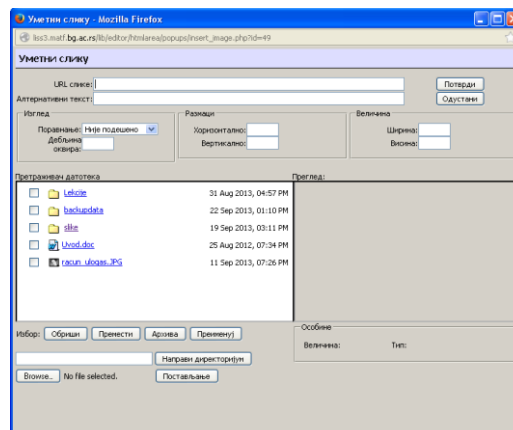 Уметни слику - Mozilla Firefox
liss3.matf.bg.ac.rs/lib/editor/htmlarea/popups/insert_image.php?id=49
Уметни слику
URL слике: Потврди
Алтернативни текст: Одустани
Изглед Размаци Величина
Поравнање: Није подешено Хоризонтално: Ширина:
Дебљина оквира: Вертикално: Висина:
Претраживач датотека Преглед:
Lekcije 31 Aug 2013, 04:57 PM
backupdata 22 Sep 2013, 01:10 PM
slike 19 Sep 2013, 03:11 PM
Uvod.doc 25 Aug 2012, 07:34 PM
racun_ulogas.JPG 11 Sep 2013, 07:26 PM
Избор: Обриши Премести Архива Преименуј Особине
Величина: Тип:
Направи директоријум
Browse... No file selected. Постављање